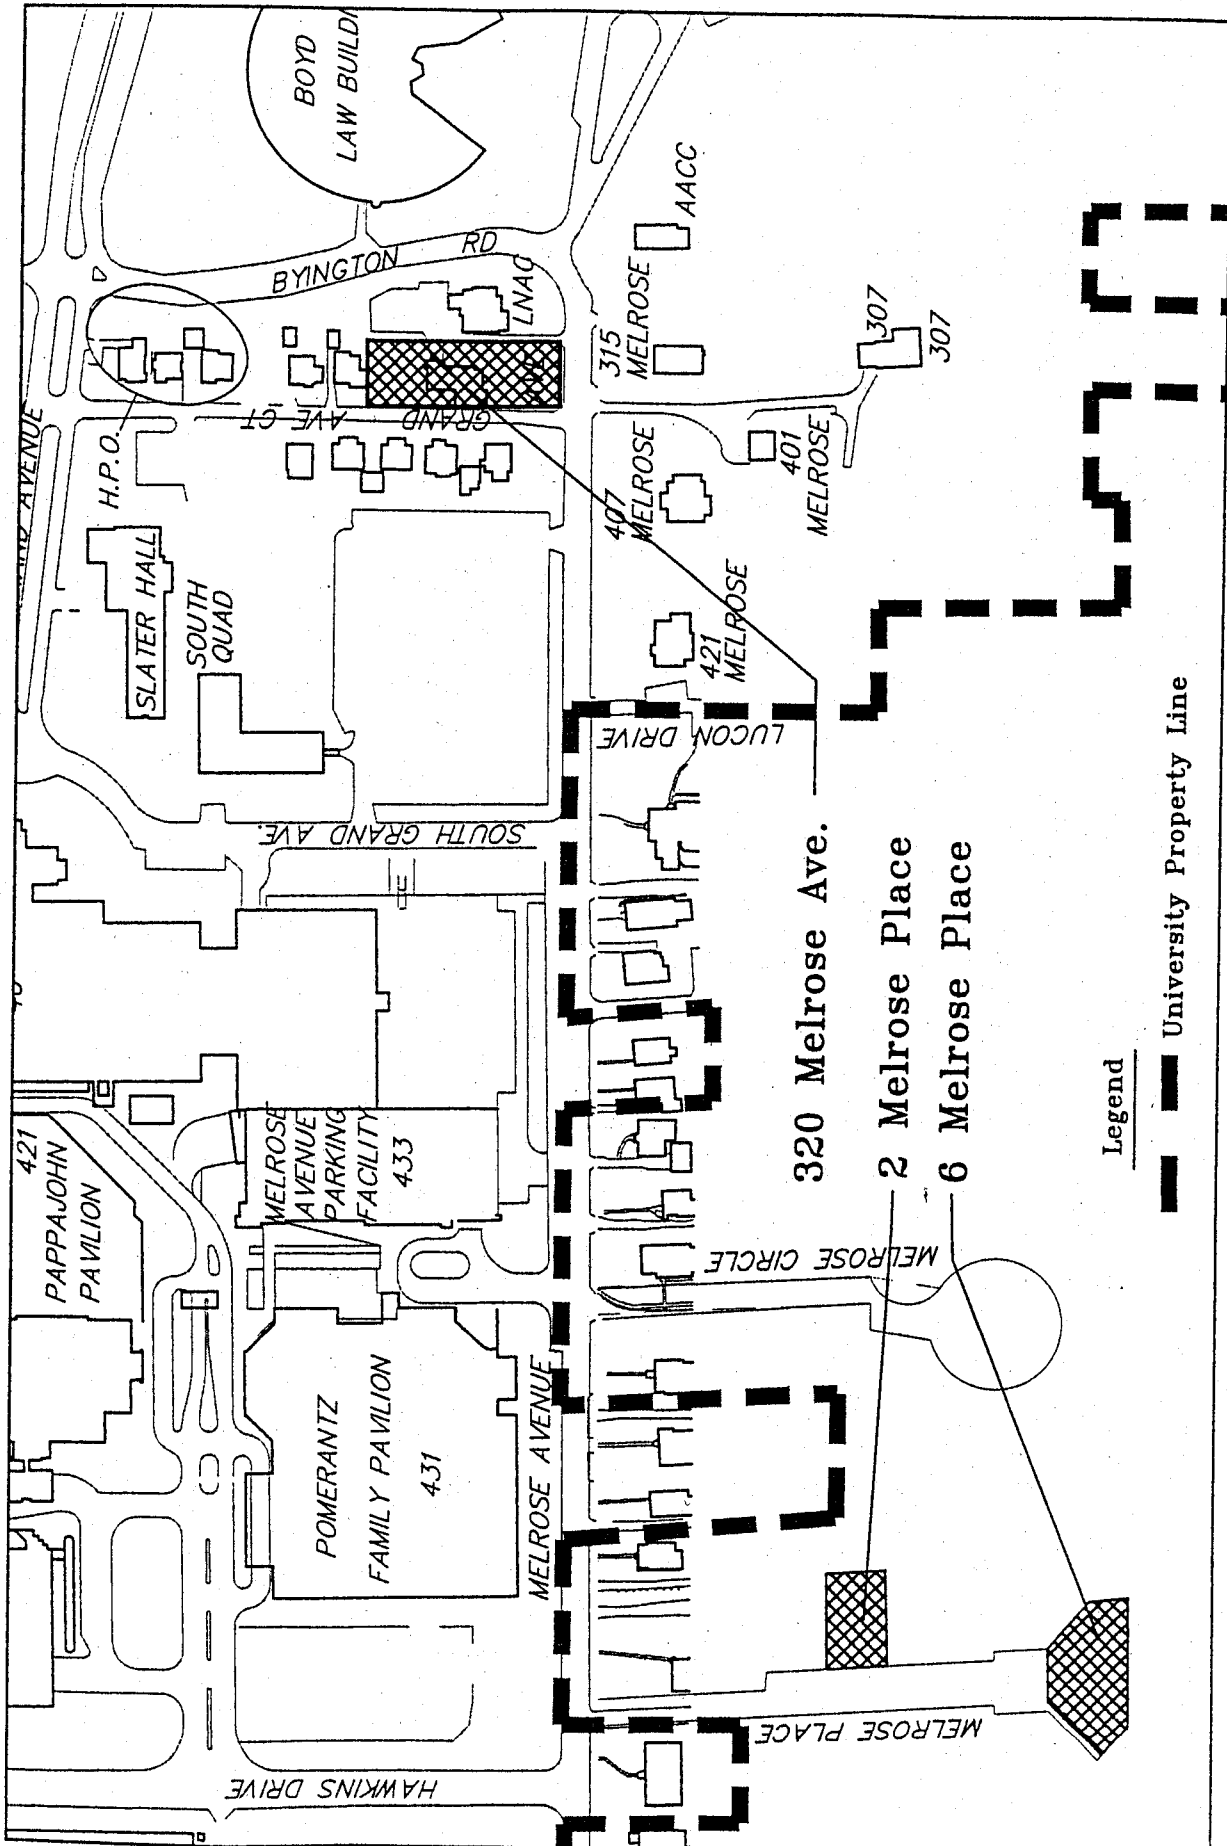 BOYD
LAW BUILDI
BYINGTON RD
LNAC
AACC
315
MELROSE
307
307
H.P.O.
GRAND AVE CT
407
MELROSE
401
MELROSE
AND AVENUE
SLATER HALL
SOUTH
QUAD
421
MELROSE
LUCON DRIVE
SOUTH GRAND AVE.
421
PAPPAJOHN
PAVILION
MELROSE
AVENUE
PARKING
FACILITY
433
POMERANTZ
FAMILY PAVILION
431
MELROSE AVENUE
MELROSE CIRCLE
MELROSE PLACE
HAWKINS DRIVE
320 Melrose Ave.
2 Melrose Place
6 Melrose Place
Legend
University Property Line